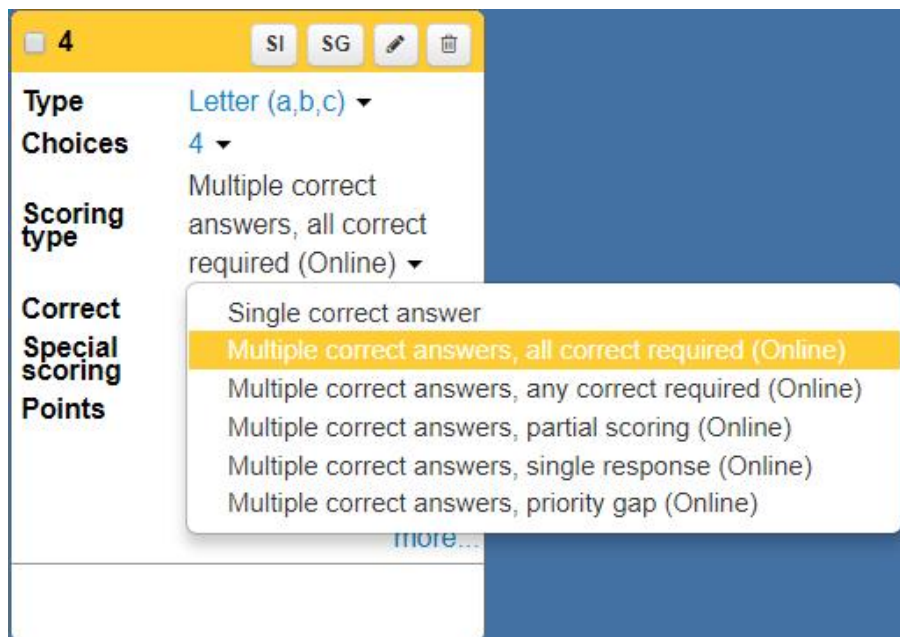 4 SI SG
Type Letter (a,b,c)
Choices 4
Scoring type Multiple correct answers, all correct required (Online)
Correct
Special scoring
Points
Single correct answer
Multiple correct answers, all correct required (Online)
Multiple correct answers, any correct required (Online)
Multiple correct answers, partial scoring (Online)
Multiple correct answers, single response (Online)
Multiple correct answers, priority gap (Online)
more...